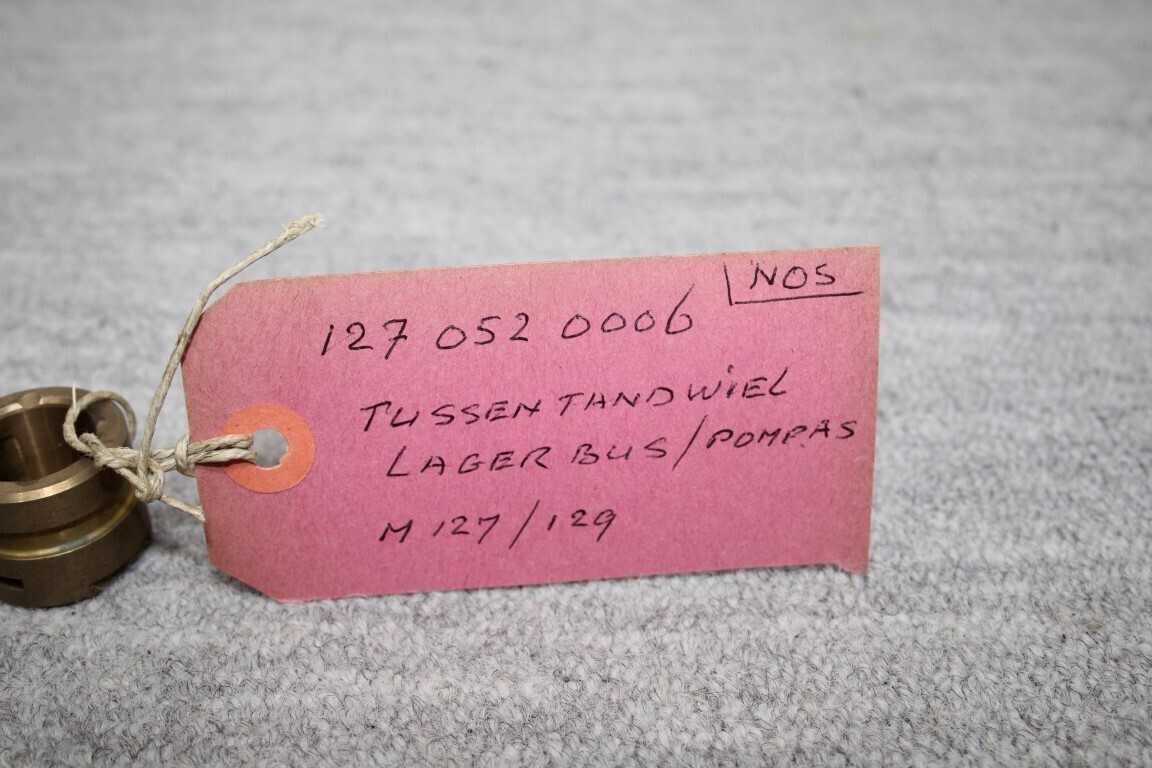 NOS
127 052 0006
TUSSEN TANDWIEL
LAGER BUS/POMPAS
M 127/129